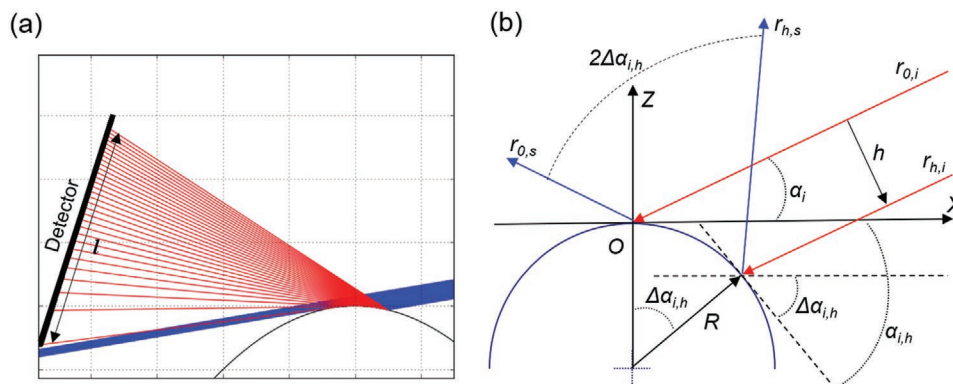 (a)
Detector
l
(b)
r_{h,s}
2Δα_{i,h}
r_{0,i}
Z
r_{0,s}
h
r_{h,i}
α_i
X
O
Δα_{i,h}
R
Δα_{i,h}
α_{i,h}